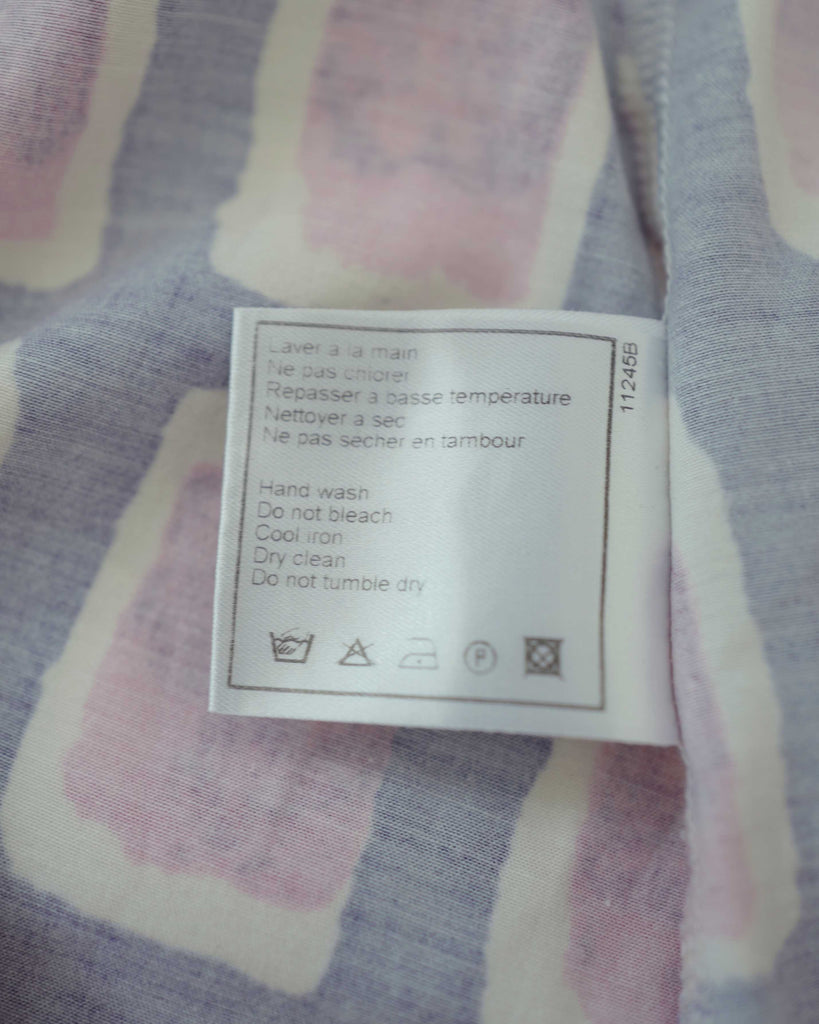 Laver a la main
Ne pas chlorer
Repasser a basse temperature
Nettoyer a sec
Ne pas secher en tambour
Hand wash
Do not bleach
Cool iron
Dry clean
Do not tumble dry
P
11245B